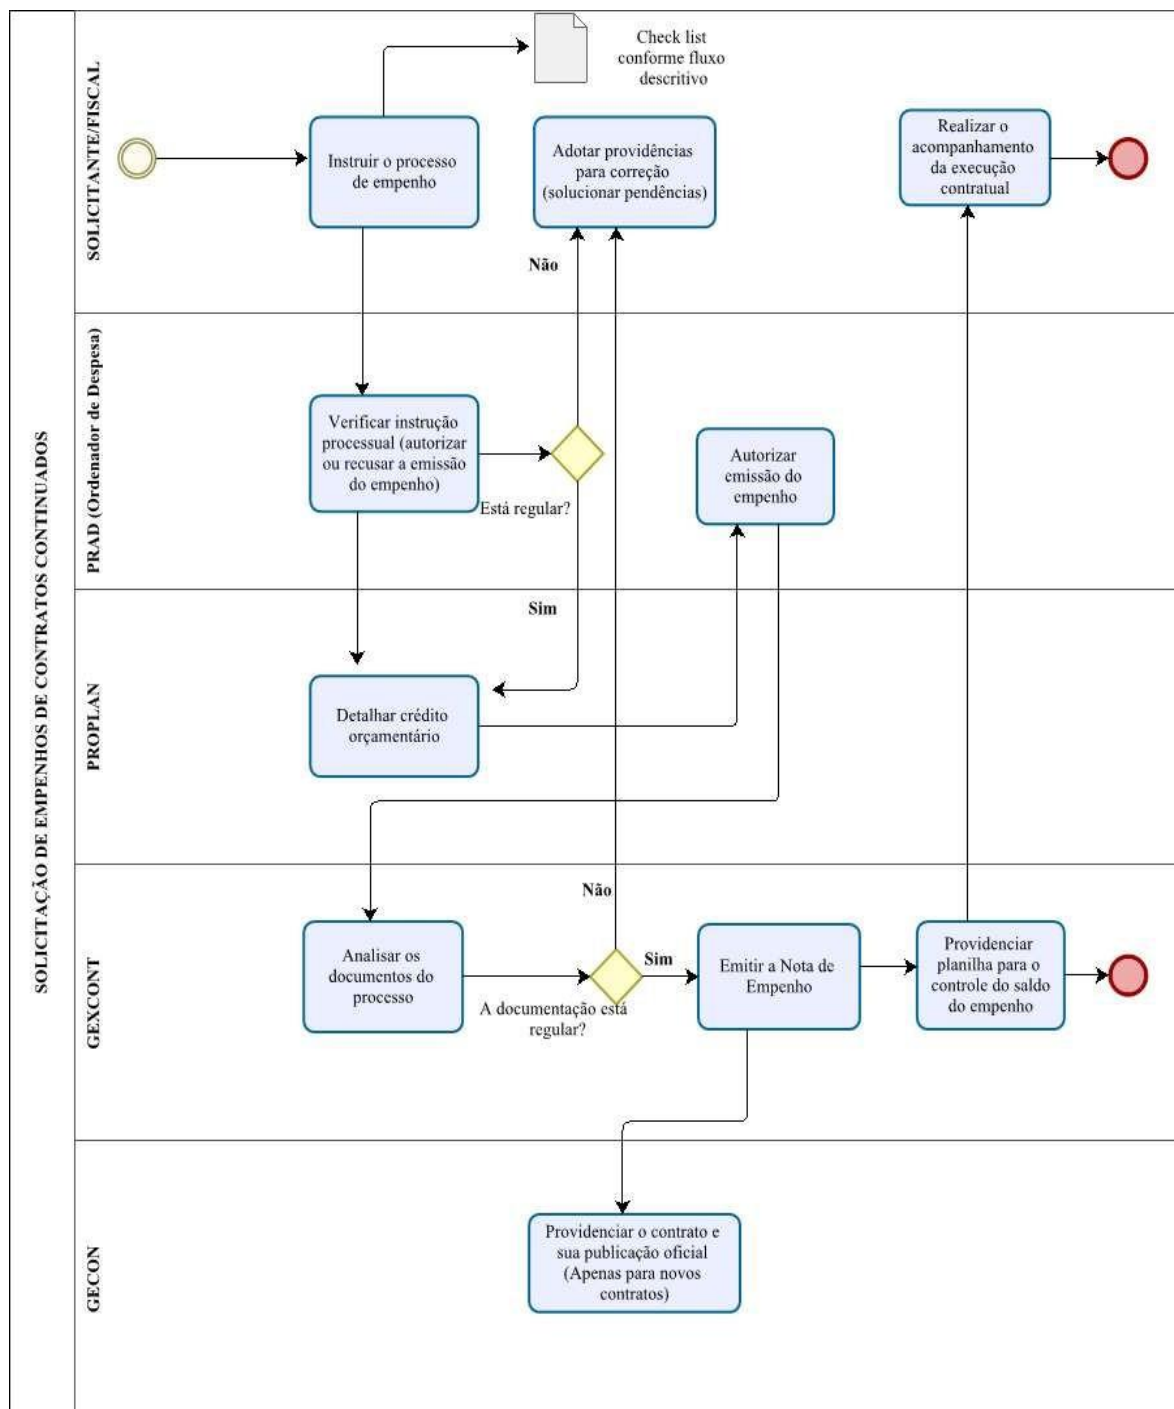 SOLICITAÇÃO DE EMPENHOS DE CONTRATOS CONTINUADOS
SOLICITANTE/FISCAL
Check list
conforme fluxo
descritivo
Instruir o processo
de empenho
Adotar providências
para correção
(solucionar pendências)
Realizar o
acompanhamento
da execução
contratual
Não
PRAD (Ordenador de Despesa)
Verificar instrução
processual (autorizar
ou recusar a emissão
do empenho)
Está regular?
Autorizar
emissão do
empenho
PROPLAN
Sim
Detalhar crédito
orçamentário
GEXCONT
Não
Analisar os
documentos do
processo
A documentação está
regular?
Sim
Emitir a Nota de
Empenho
Providenciar
planilha para o
controle do saldo
do empenho
GECON
Providenciar o contrato e
sua publicação oficial
(Apenas para novos
contratos)